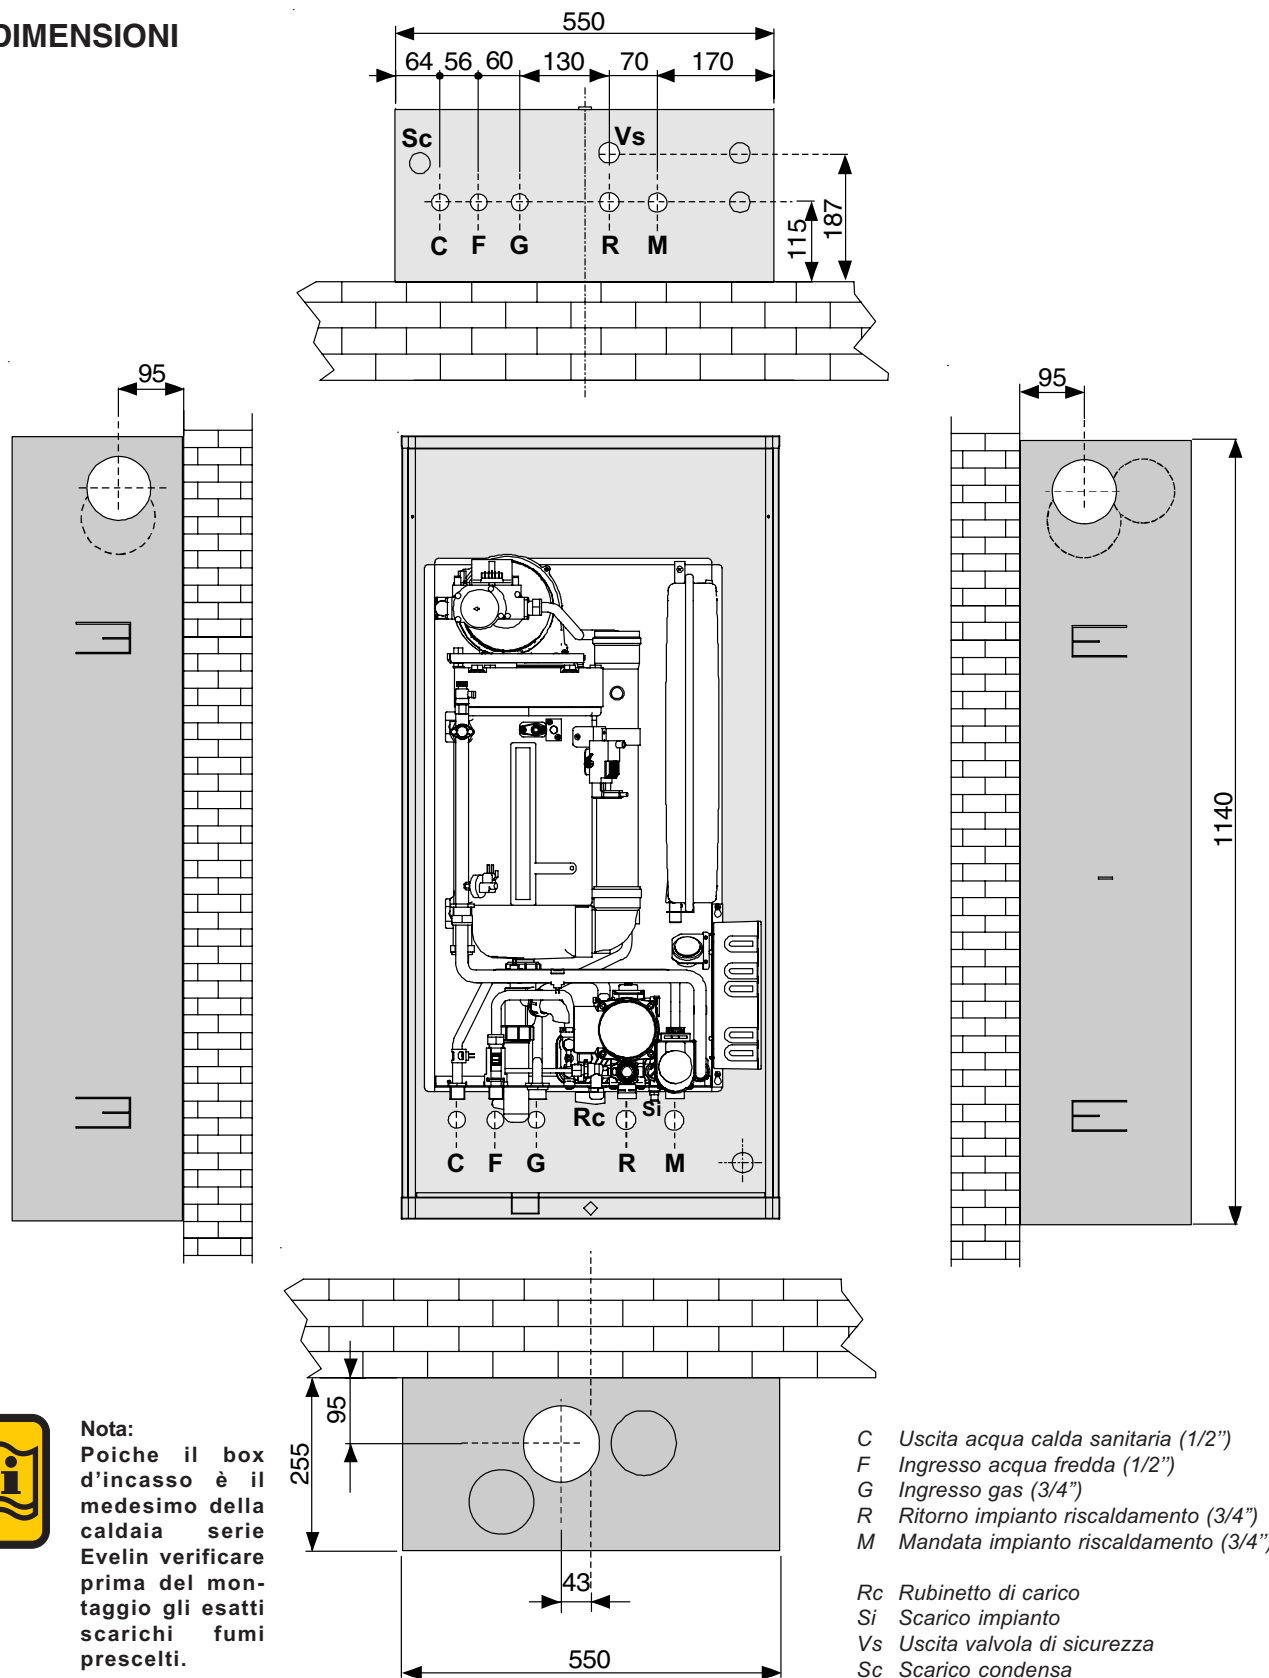 DIMENSIONI
550
64 56 60 130 70 170
Sc Vs
C F G R M
115
187
95
95
1140
Rc Si
C F G R M
95
255
43
550
Nota:
Poiche il box
d’incasso è il
medesimo della
caldaia serie
Evelin verificare
prima del mon-
taggio gli esatti
scarichi fumi
prescelti.
C Uscita acqua calda sanitaria (1/2”)
F Ingresso acqua fredda (1/2”)
G Ingresso gas (3/4”)
R Ritorno impianto riscaldamento (3/4”)
M Mandata impianto riscaldamento (3/4”)
Rc Rubinetto di carico
Si Scarico impianto
Vs Uscita valvola di sicurezza
Sc Scarico condensa